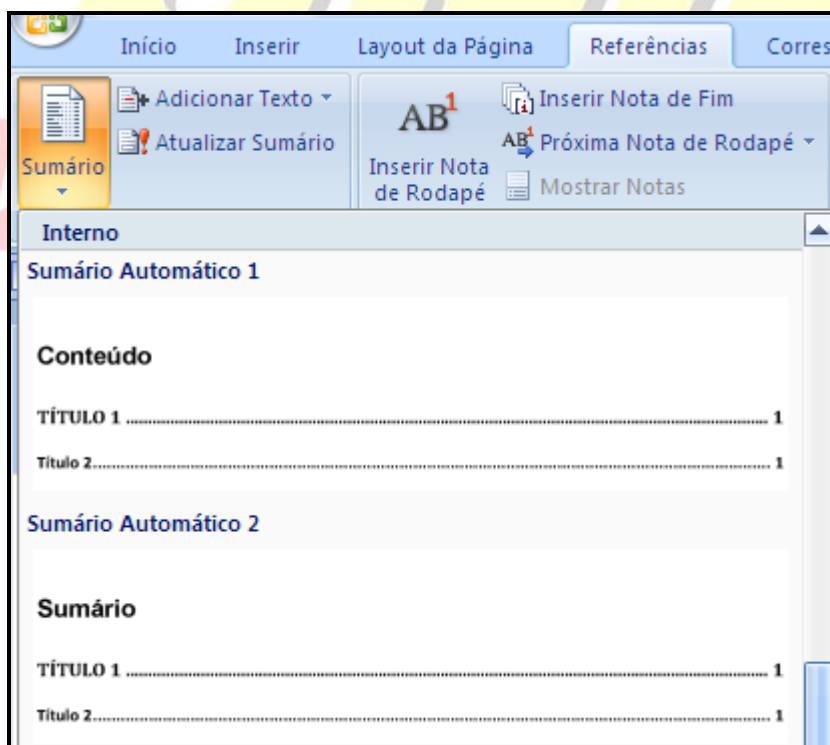 Início Inserir Layout da Página Referências Corres
Sumário
Adicionar Texto
Atualizar Sumário
AB1
Inserir Nota
de Rodapé
Inserir Nota de Fim
AB1 Próxima Nota de Rodapé
Mostrar Notas
Interno
Sumário Automático 1
Conteúdo
TÍTULO 1 ........ 1
Título 2........ 1
Sumário Automático 2
Sumário
TÍTULO 1 ........ 1
Título 2........ 1